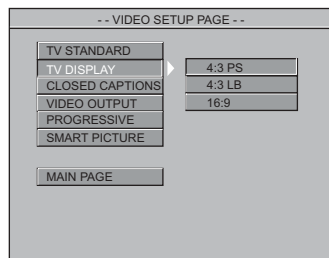 - - VIDEO SETUP PAGE - -
TV STANDARD
TV DISPLAY
4:3 PS
CLOSED CAPTIONS
4:3 LB
VIDEO OUTPUT
16:9
PROGRESSIVE
SMART PICTURE
MAIN PAGE